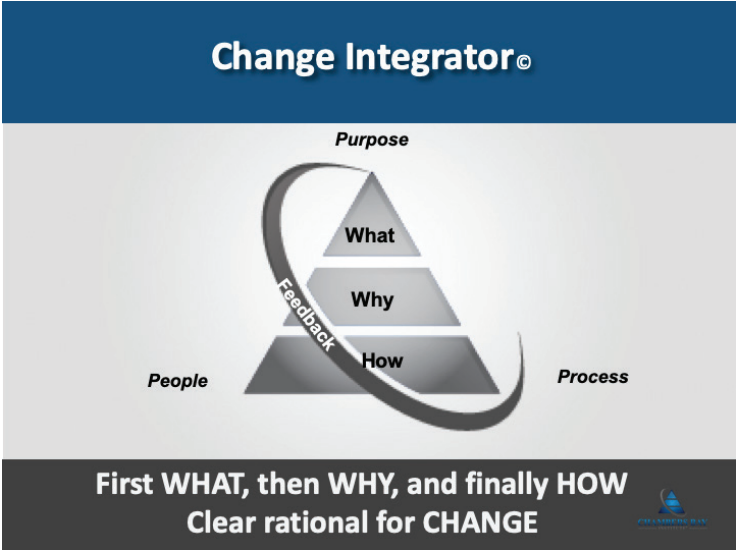 Change Integrator©
Purpose
What
Why
Feedback
How
People
Process
First WHAT, then WHY, and finally HOW
Clear rational for CHANGE